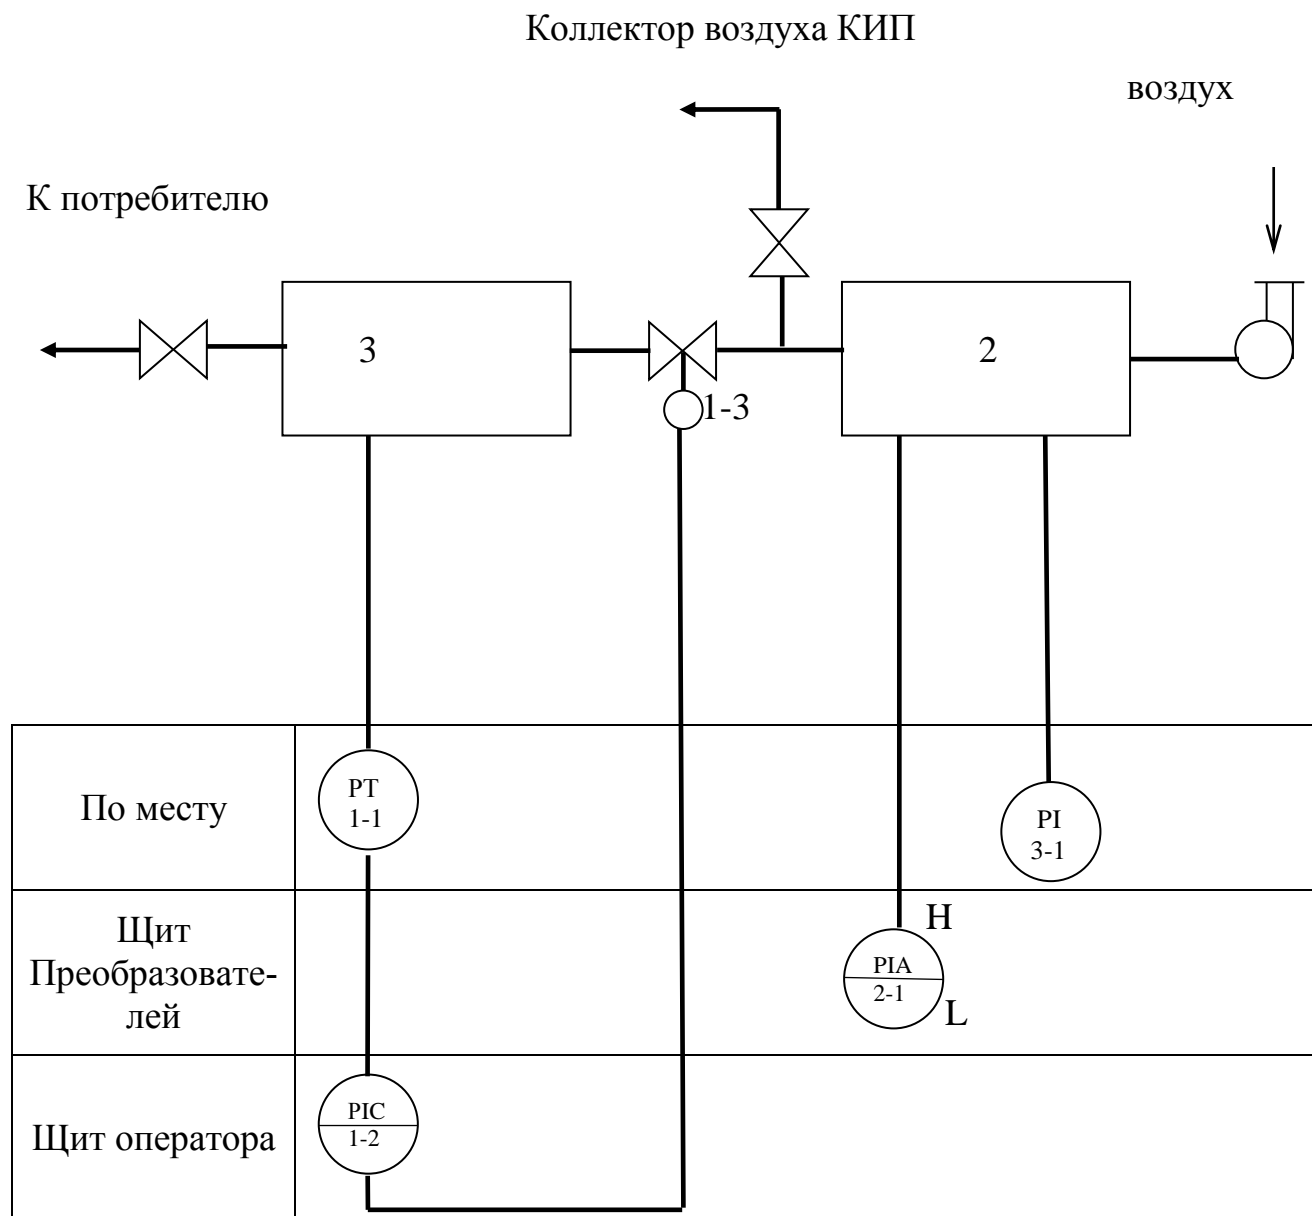 Коллектор воздуха КИП
воздух
К потребителю
3
2
1-3
По месту
PT
1-1
PI
3-1
Щит
Преобразовате-
лей
H
PIA
2-1
L
Щит оператора
PIC
1-2